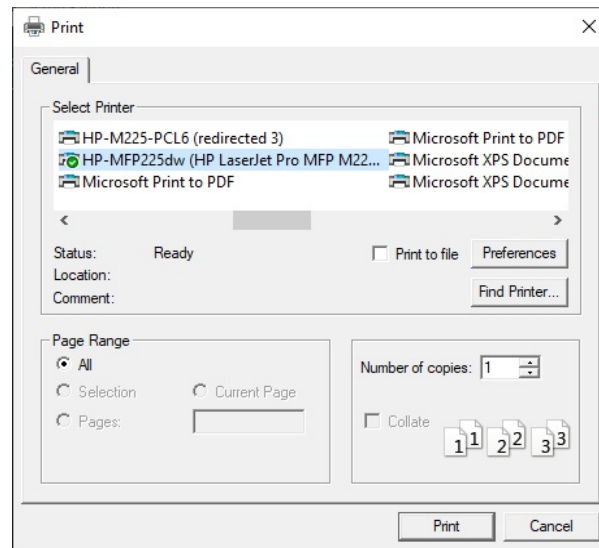 Print
General
Select Printer
HP-M225-PCL6 (redirected 3)
HP-MFP225dw (HP LaserJet Pro MFP M22...
Microsoft Print to PDF
Microsoft Print to PDF
Microsoft XPS Docume
Microsoft XPS Docume
Status: Ready
Print to file
Preferences
Location:
Comment:
Find Printer...
Page Range
All
Selection
Current Page
Pages:
Number of copies: 1
Collate
1 1 2 2 3 3
Print
Cancel